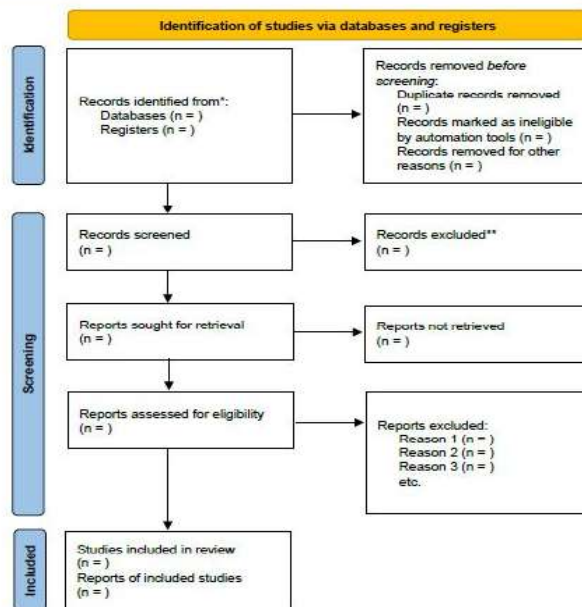 Identification of studies via databases and registers
Identification
Records identified from*:
Databases (n = )
Registers (n = )
Records removed before
screening:
Duplicate records removed
(n = )
Records marked as ineligible
by automation tools (n = )
Records removed for other
reasons (n = )
Screening
Records screened
(n = )
Records excluded**
(n = )
Reports sought for retrieval
(n = )
Reports not retrieved
(n = )
Reports assessed for eligibility
(n = )
Reports excluded:
Reason 1 (n = )
Reason 2 (n = )
Reason 3 (n = )
etc.
Included
Studies included in review
(n = )
Reports of included studies
(n = )